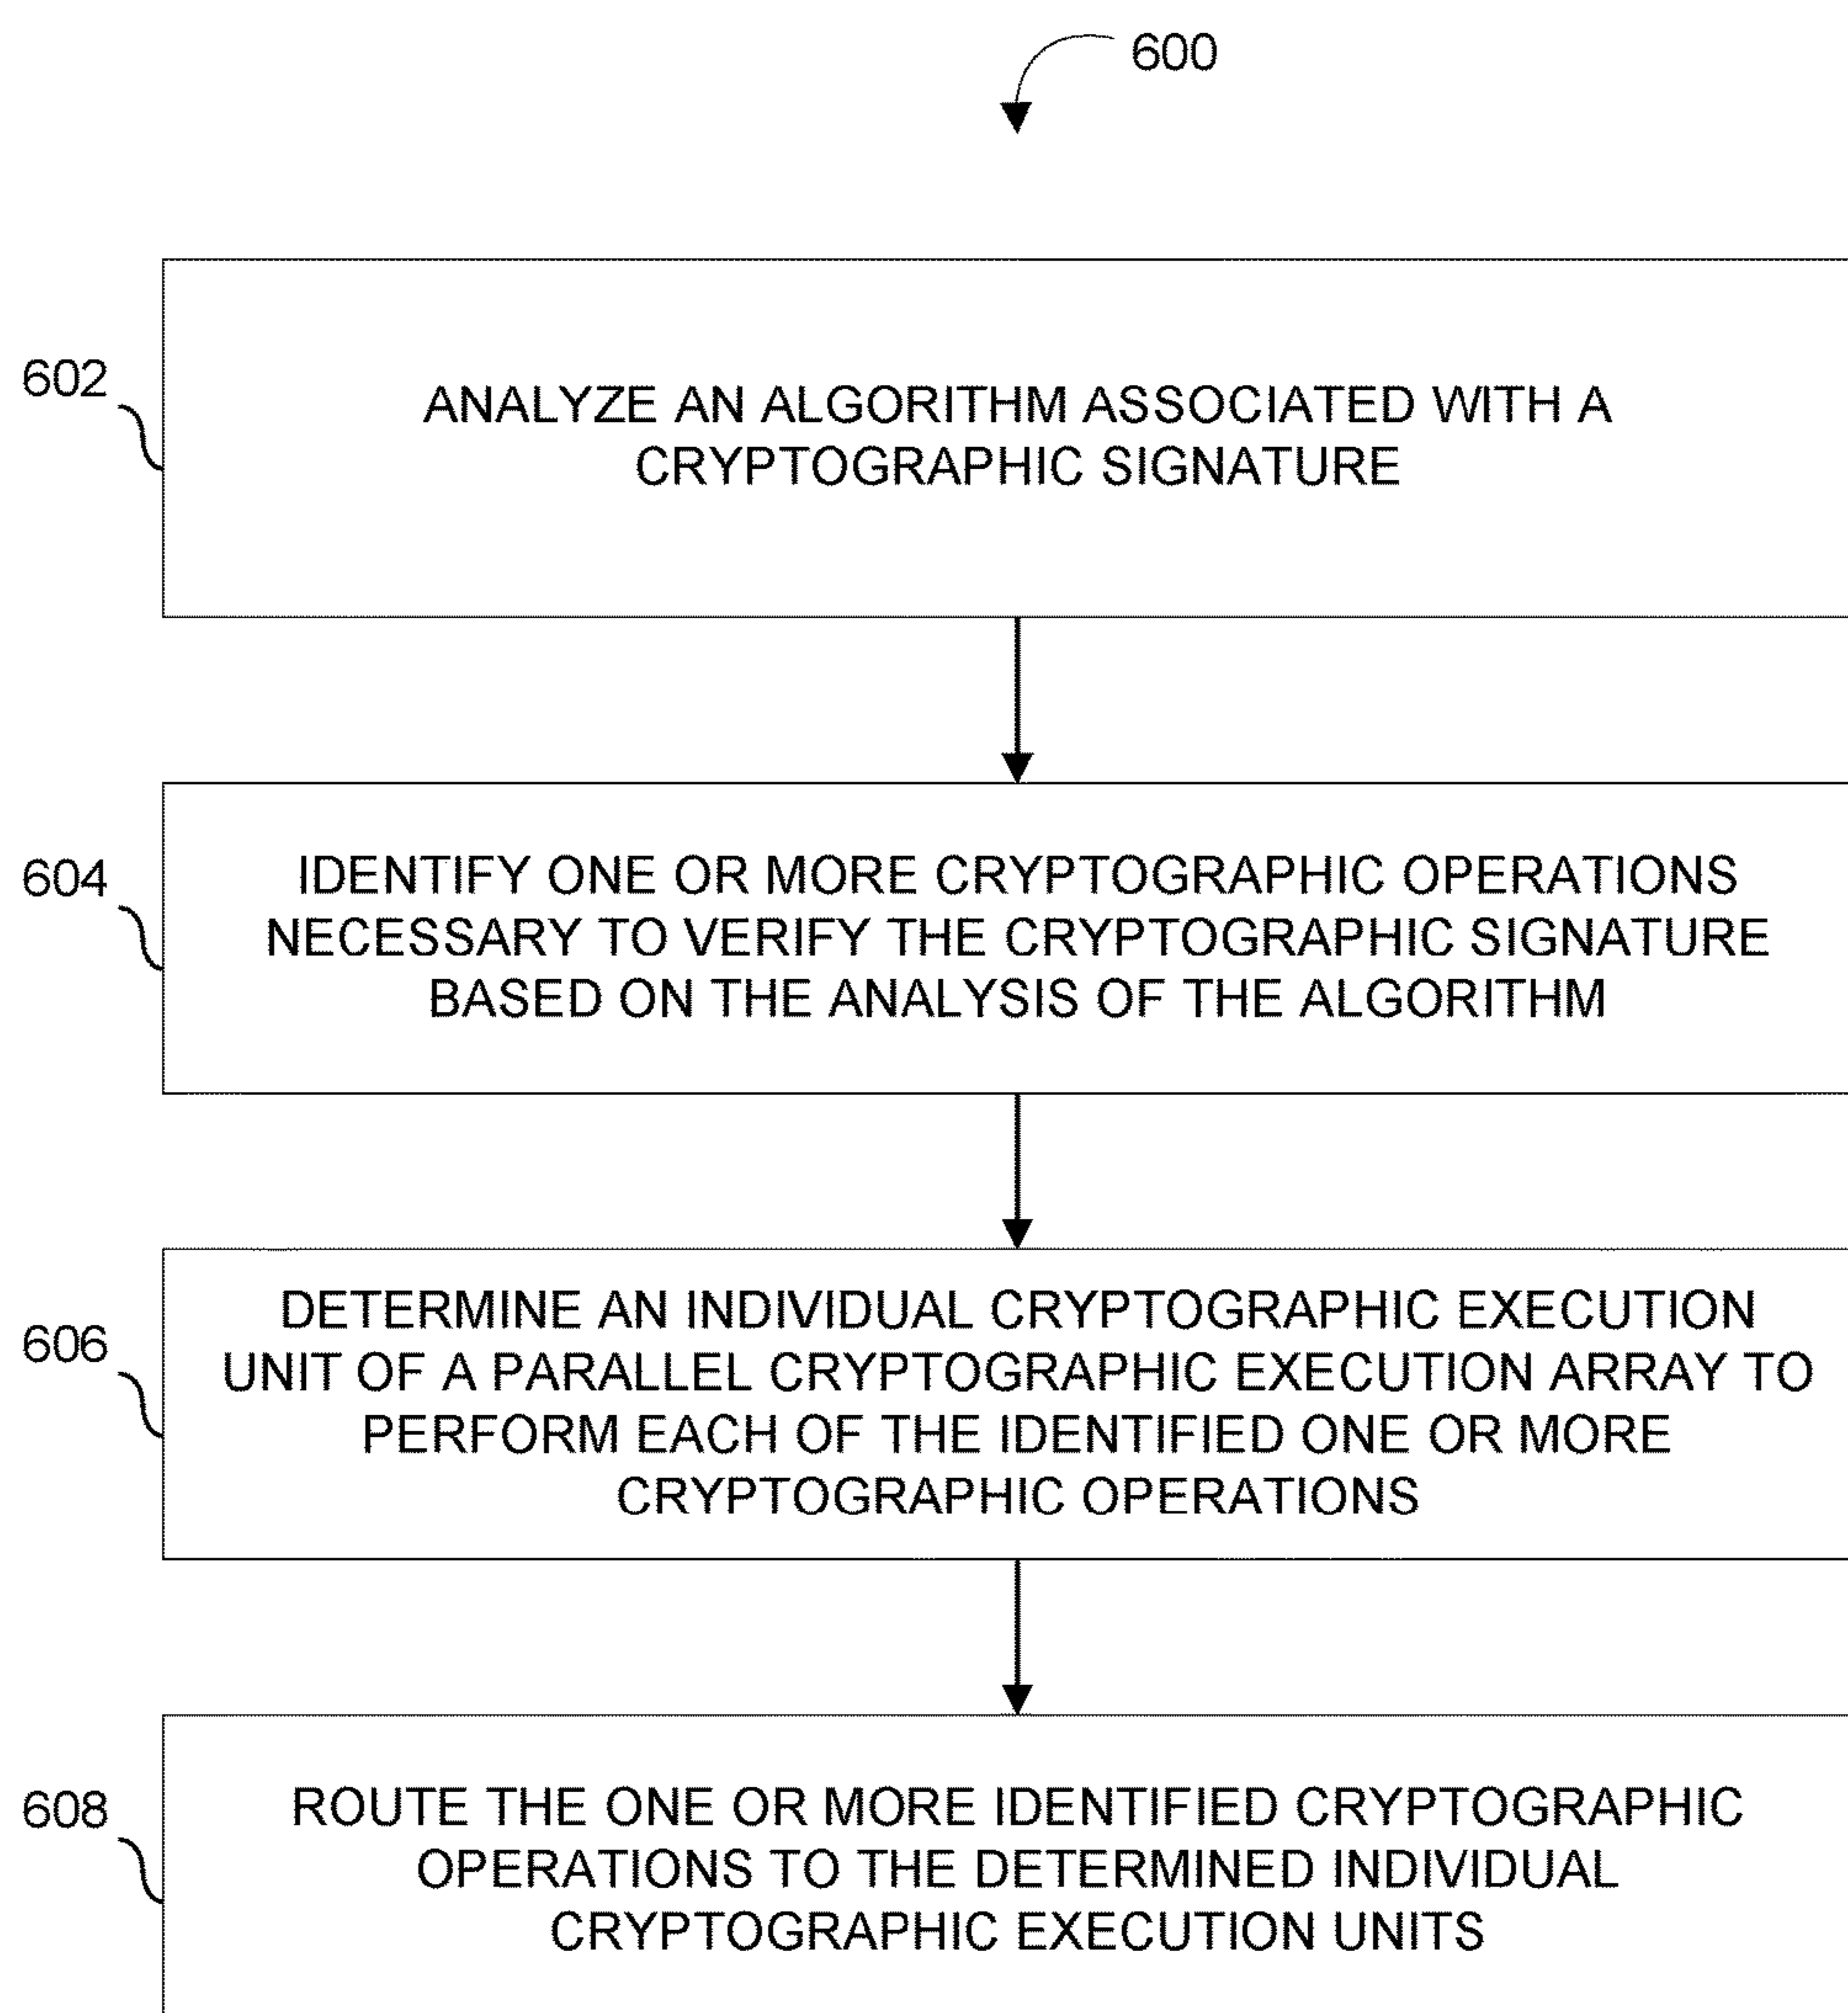 600
602
ANALYZE AN ALGORITHM ASSOCIATED WITH A
CRYPTOGRAPHIC SIGNATURE
604
IDENTIFY ONE OR MORE CRYPTOGRAPHIC OPERATIONS
NECESSARY TO VERIFY THE CRYPTOGRAPHIC SIGNATURE
BASED ON THE ANALYSIS OF THE ALGORITHM
606
DETERMINE AN INDIVIDUAL CRYPTOGRAPHIC EXECUTION
UNIT OF A PARALLEL CRYPTOGRAPHIC EXECUTION ARRAY TO
PERFORM EACH OF THE IDENTIFIED ONE OR MORE
CRYPTOGRAPHIC OPERATIONS
608
ROUTE THE ONE OR MORE IDENTIFIED CRYPTOGRAPHIC
OPERATIONS TO THE DETERMINED INDIVIDUAL
CRYPTOGRAPHIC EXECUTION UNITS